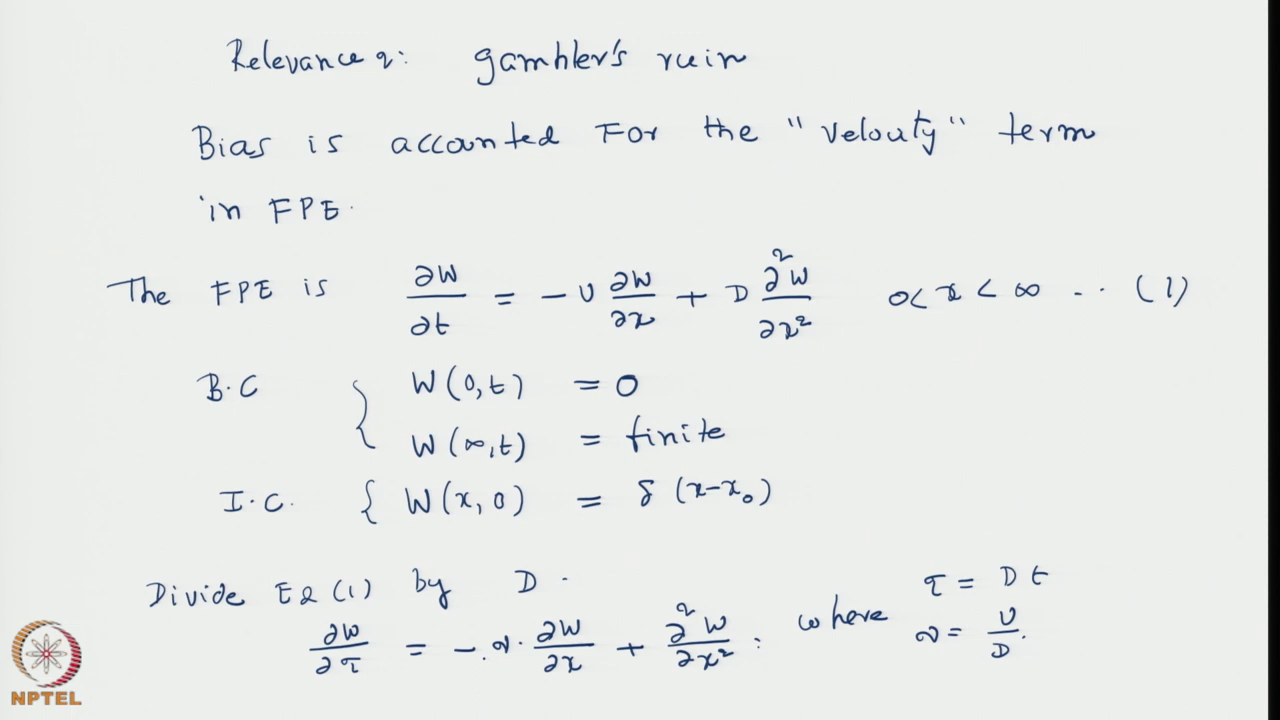 Relevance 2: gambler's ruin
Bias is accounted For the "velocity" term
in FPE.
The FPE is ∂W/∂t = -U ∂W/∂x + D ∂²W/∂x² 0< x < ∞ .. (1)
B.C { W(0,t) = 0
W(∞,t) = finite
I.C. { W(x,0) = δ(x-x₀)
Divide EQ (1) by D.
∂W/∂τ = -v.∂W/∂x + ∂²W/∂x² ; where τ = Dt
v = U/D.
NPTEL